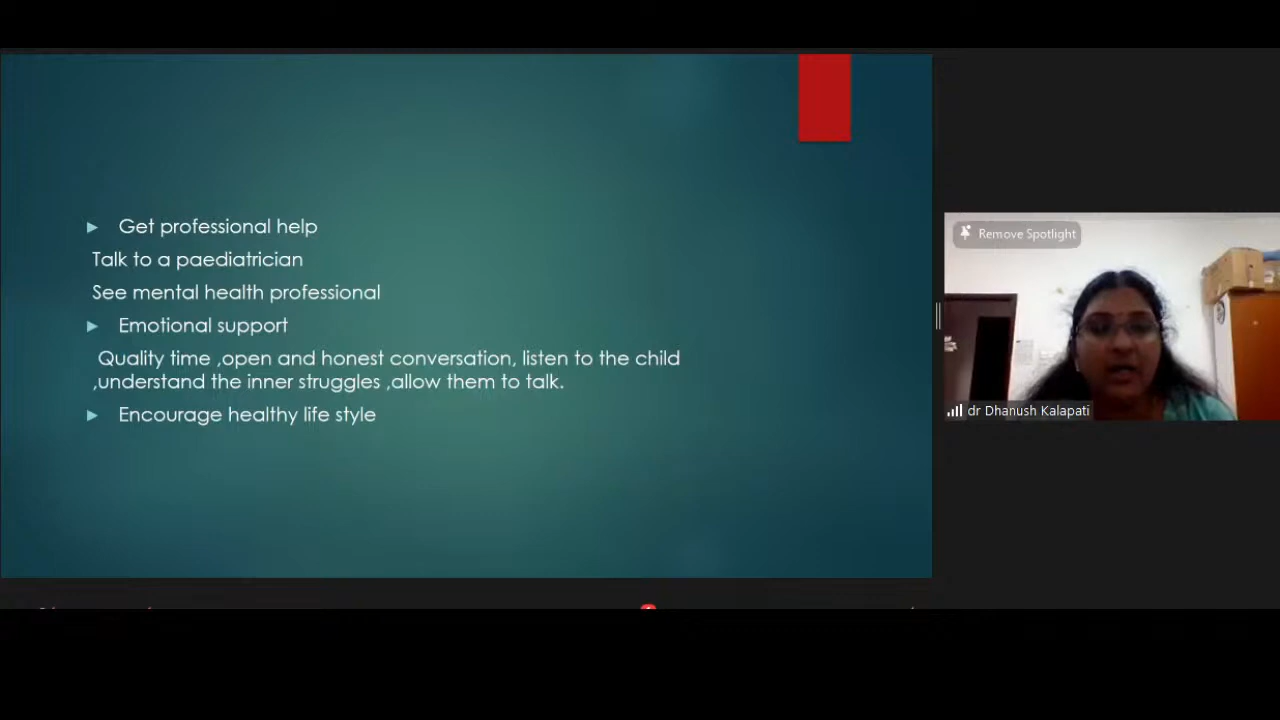 Get professional help
Talk to a paediatrician
See mental health professional
Emotional support
Quality time ,open and honest conversation, listen to the child
,understand the inner struggles ,allow them to talk.
Encourage healthy life style
Remove Spotlight
dr Dhanush Kalapati